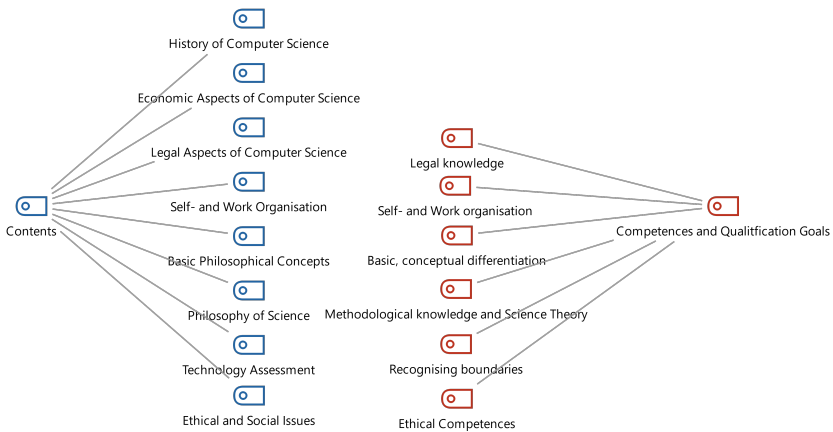 History of Computer Science
Economic Aspects of Computer Science
Legal Aspects of Computer Science
Self- and Work Organisation
Contents
Basic Philosophical Concepts
Philosophy of Science
Technology Assessment
Ethical and Social Issues
Legal knowledge
Self- and Work organisation
Basic, conceptual differentiation
Methodological knowledge and Science Theory
Recognising boundaries
Ethical Competences
Competences and Qualitfication Goals